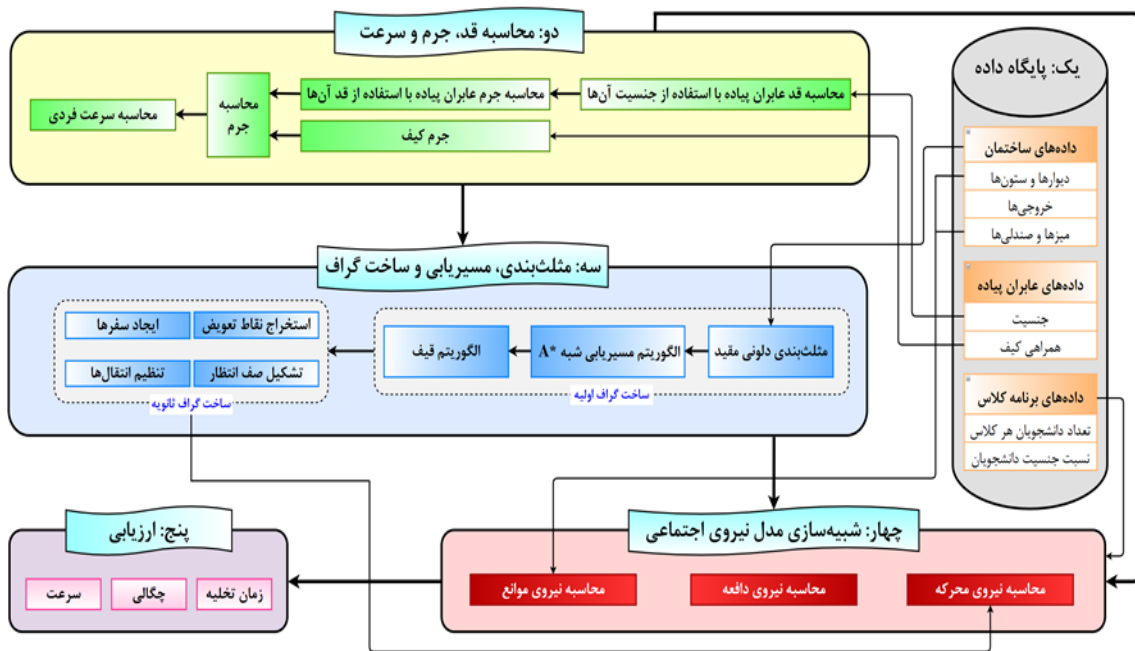 یک: پایگاه داده
داده‌های ساختمان
دیوارها و ستون‌ها
خروجی‌ها
میزها و صندلی‌ها
داده‌های عابران پیاده
جنسیت
همراهی کیف
داده‌های برنامه کلاس
تعداد دانشجویان هر کلاس
نسبت جنسیت دانشجویان
دو: محاسبه قد، جرم و سرعت
محاسبه قد عابران پیاده با استفاده از جنسیت آن‌ها
محاسبه جرم عابران پیاده با استفاده از قد آن‌ها
جرم کیف
محاسبه
جرم
محاسبه سرعت فردی
سه: مثلث‌بندی، مسیریابی و ساخت گراف
مثلث‌بندی دلونی مقید
الگوریتم مسیریابی شبه A*
الگوریتم قیف
ساخت گراف اولیه
استخراج نقاط تعویض
ایجاد سفرها
تشکیل صف انتظار
تنظیم انتقال‌ها
ساخت گراف ثانویه
چهار: شبیه‌سازی مدل نیروی اجتماعی
محاسبه نیروی محرکه
محاسبه نیروی دافعه
محاسبه نیروی موانع
پنج: ارزیابی
زمان تخلیه
چگالی
سرعت